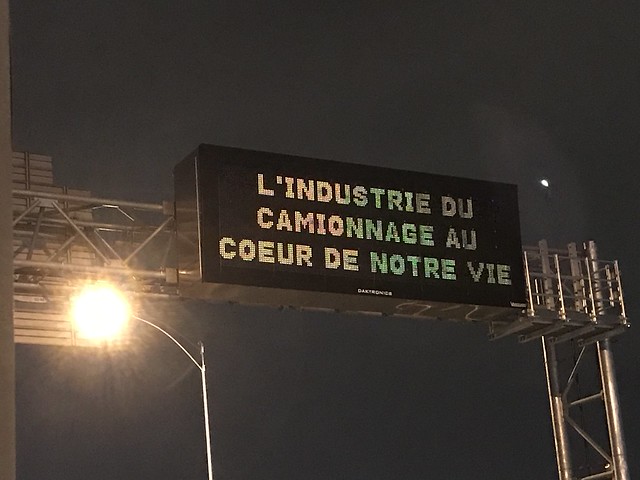 L'INDUSTRIE DU
CAMIONNAGE AU
COEUR DE NOTRE VIE
DAKTRONICS